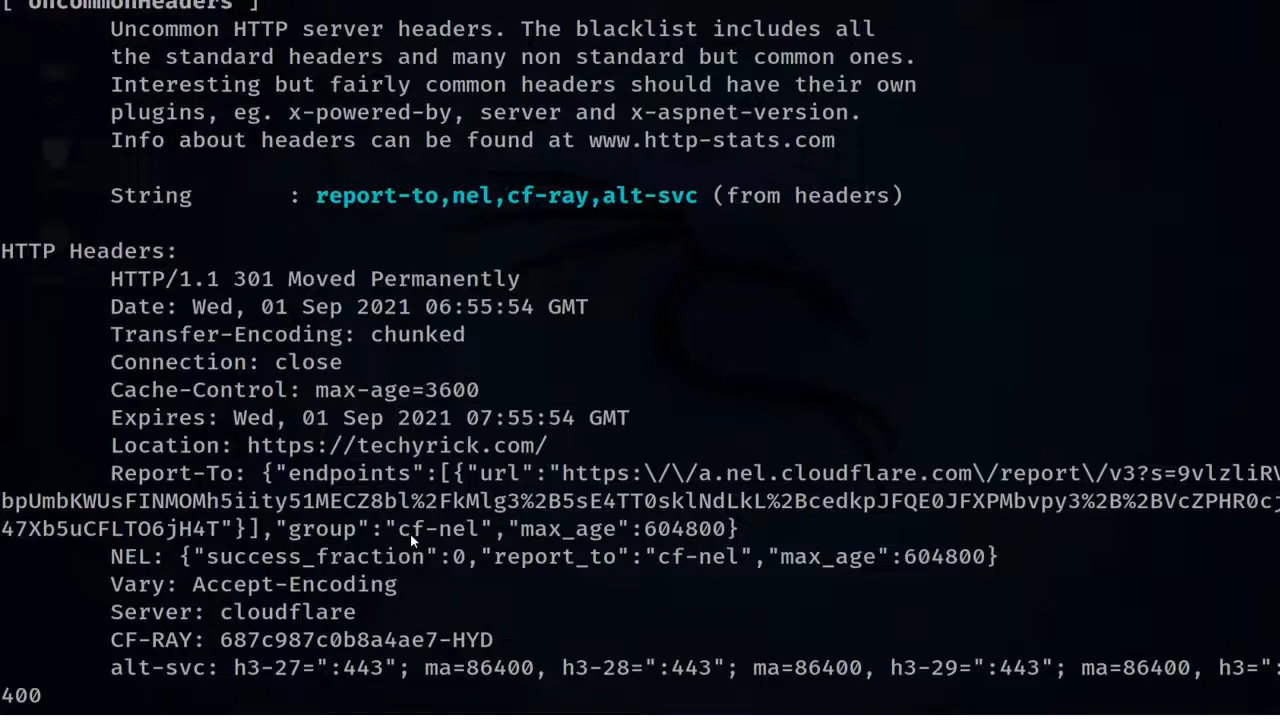 [ UncommonHeaders ]
Uncommon HTTP server headers. The blacklist includes all
the standard headers and many non standard but common ones.
Interesting but fairly common headers should have their own
plugins, eg. x-powered-by, server and x-aspnet-version.
Info about headers can be found at www.http-stats.com
String : report-to,nel,cf-ray,alt-svc (from headers)
HTTP Headers:
HTTP/1.1 301 Moved Permanently
Date: Wed, 01 Sep 2021 06:55:54 GMT
Transfer-Encoding: chunked
Connection: close
Cache-Control: max-age=3600
Expires: Wed, 01 Sep 2021 07:55:54 GMT
Location: https://techyrick.com/
Report-To: {"endpoints":[{"url":"https:\/\/a.nel.cloudflare.com\/report\/v3?s=9vlzliR\
bpUmbKWUsFINMOMh5iity51MECZ8bl%2FkMlg3%2B5sE4TT0sklNdLkL%2BcedkpJFQE0JFXPMbvpy3%2B%2BVcZPHR0cj
47Xb5uCFLTO6jH4T"}],"group":"cf-nel","max_age":604800}
NEL: {"success_fraction":0,"report_to":"cf-nel","max_age":604800}
Vary: Accept-Encoding
Server: cloudflare
CF-RAY: 687c987c0b8a4ae7-HYD
alt-svc: h3-27=":443"; ma=86400, h3-28=":443"; ma=86400, h3-29=":443"; ma=86400, h3=":
400